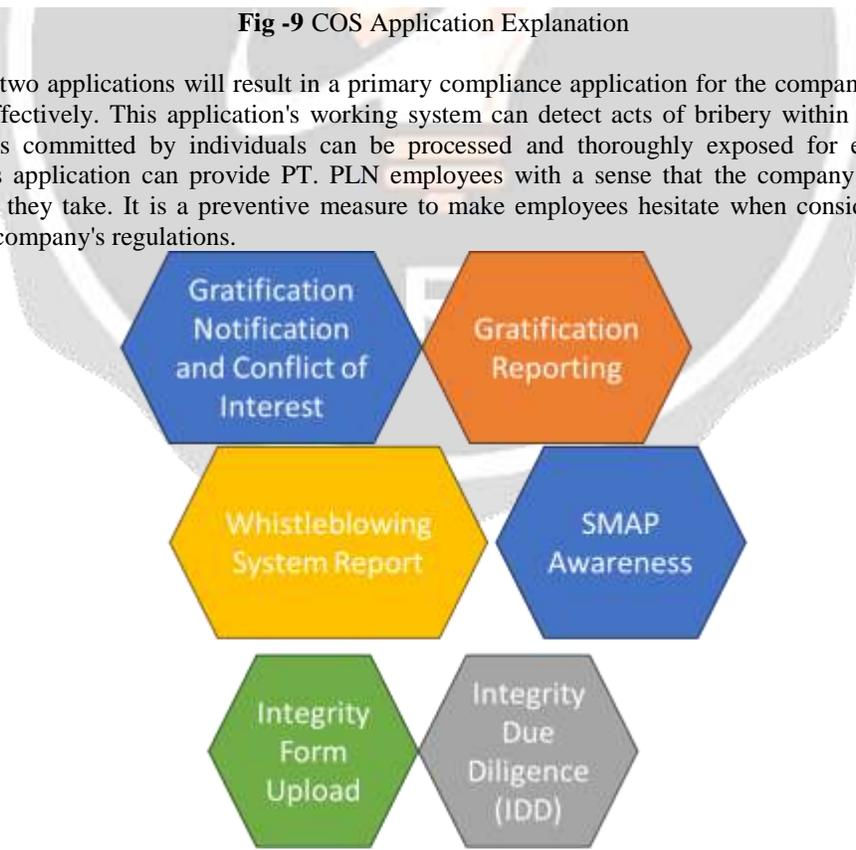 Fig -9 COS Application Explanation
two applications will result in a primary compliance application for the compan
ffectively. This application's working system can detect acts of bribery within
s committed by individuals can be processed and thoroughly exposed for e
s application can provide PT. PLN employees with a sense that the company
they take. It is a preventive measure to make employees hesitate when consid
company's regulations.
Gratification
Notification
and Conflict of
Interest
Gratification
Reporting
Whistleblowing
System Report
SMAP
Awareness
Integrity
Form
Upload
Integrity
Due
Diligence
(IDD)